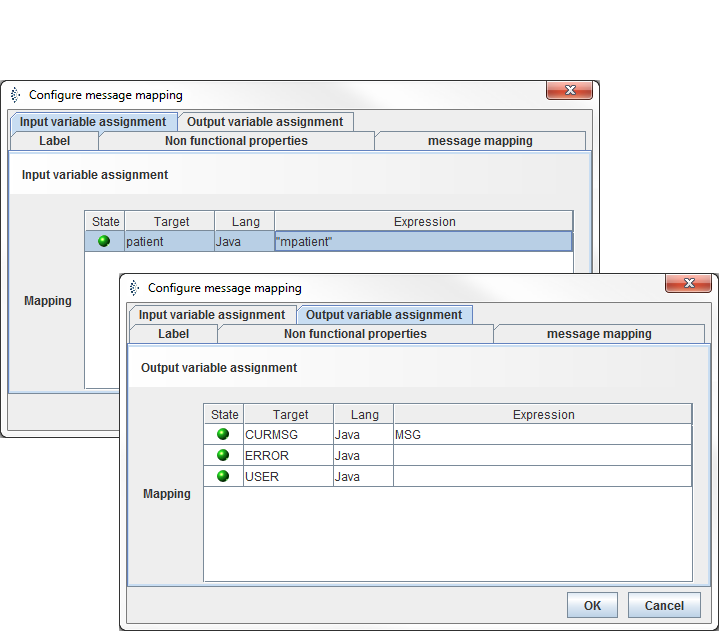 Configure message mapping
Input variable assignment Output variable assignment
Label Non functional properties message mapping
Input variable assignment
State Target Lang Expression
patient Java "mpatient"
Mapping
Configure message mapping
Input variable assignment Output variable assignment
Label Non functional properties message mapping
Output variable assignment
State Target Lang Expression
CURMSG Java MSG
ERROR Java
USER Java
Mapping
OK Cancel